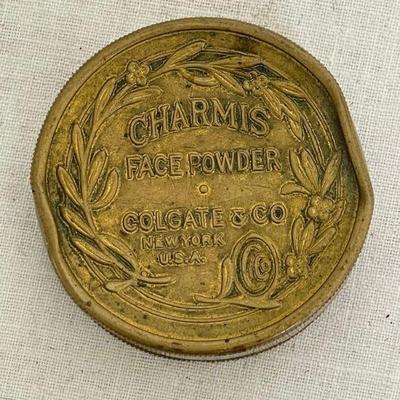 CHARMIS
FACE POWDER
COLGATE & CO
NEW YORK
U.S.A.